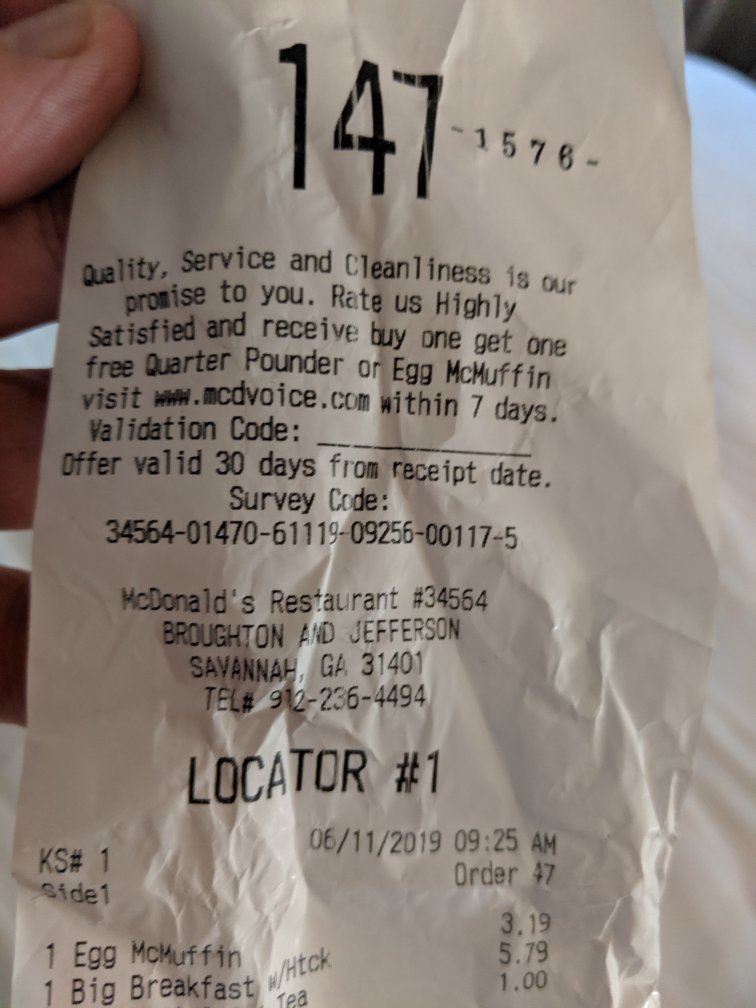 147 -1576-
Quality, Service and Cleanliness is our
promise to you. Rate us Highly
Satisfied and receive buy one get one
free Quarter Pounder or Egg McMuffin
visit www.mcdvoice.com within 7 days.
Validation Code: _______________
Offer valid 30 days from receipt date.
Survey Code:
34564-01470-61119-09256-00117-5
McDonald's Restaurant #34564
BROUGHTON AND JEFFERSON
SAVANNAH, GA 31401
TEL# 912-236-4494
LOCATOR #1
KS# 1 06/11/2019 09:25 AM
Side1 Order 47
1 Egg McMuffin 3.19
1 Big Breakfast w/Htck 5.79
Tea 1.00